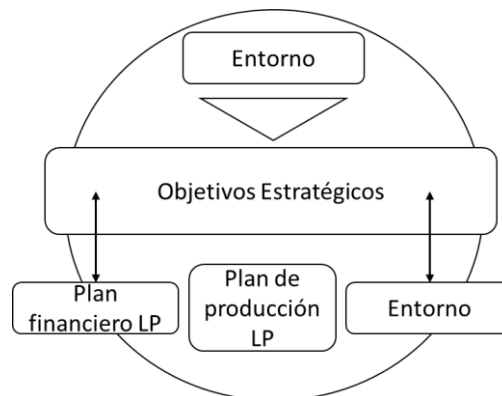 Entorno
Objetivos Estratégicos
Plan
financiero LP
Plan de
producción
LP
Entorno